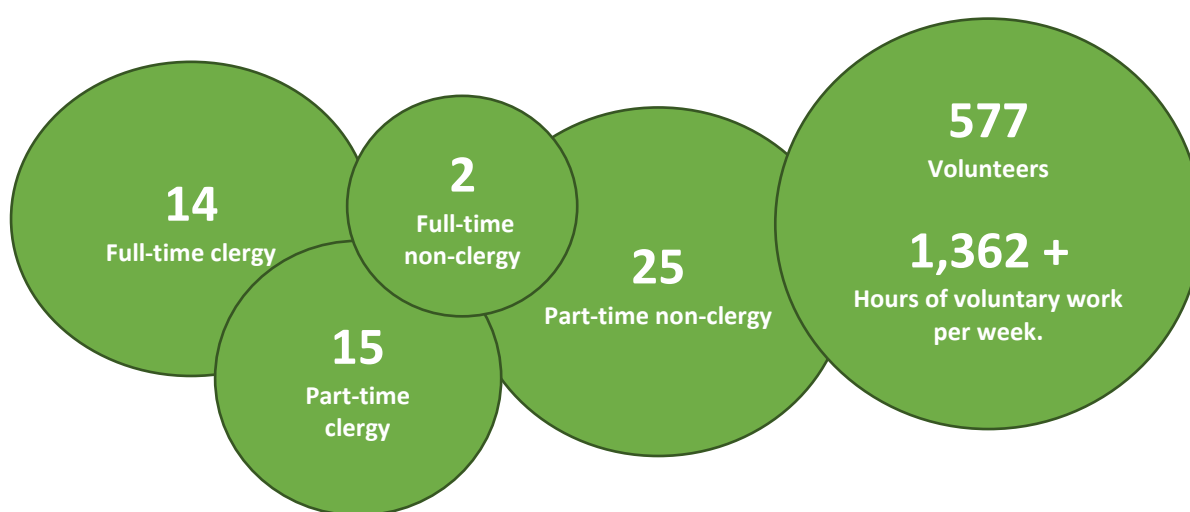 14
Full-time clergy
2
Full-time
non-clergy
15
Part-time
clergy
25
Part-time non-clergy
577
Volunteers
1,362 +
Hours of voluntary work
per week.